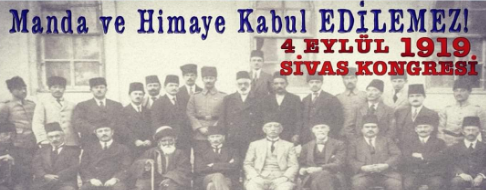 Manda ve Himaye Kabul EDİLEMEZ!
4 EYLÜL 1919
SİVAS KONGRESİ